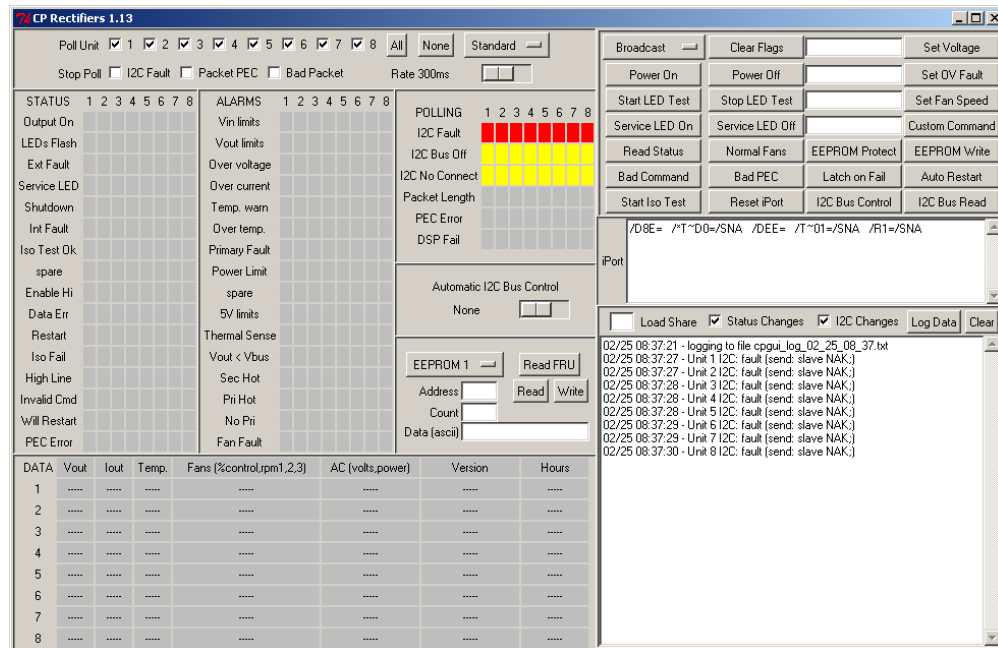 CP Rectifiers 1.13
Poll Unit 1 2 3 4 5 6 7 8 All None Standard
Stop Poll I2C Fault Packet PEC Bad Packet Rate 300ms
STATUS 1 2 3 4 5 6 7 8
Output On
LEDs Flash
Ext Fault
Service LED
Shutdown
Int Fault
Iso Test Ok
spare
Enable Hi
Data Err
Restart
Iso Fail
High Line
Invalid Cmd
Will Restart
PEC Error
ALARMS 1 2 3 4 5 6 7 8
Vin limits
Vout limits
Over voltage
Over current
Temp. warn
Over temp.
Primary Fault
Power Limit
spare
5V limits
Thermal Sense
Vout < Vbus
Sec Hot
Pri Hot
No Pri
Fan Fault
POLLING 1 2 3 4 5 6 7 8
I2C Fault
I2C Bus Off
I2C No Connect
Packet Length
PEC Error
DSP Fail
Automatic I2C Bus Control
None
EEPROM 1 Read FRU
Address Read Write
Count
Data (ascii)
DATA Vout Iout Temp. Fans (%control,rpm1,2,3) AC (volts,power) Version Hours
1 ----- ----- ----- ----- ----- ----- -----
2 ----- ----- ----- ----- ----- ----- -----
3 ----- ----- ----- ----- ----- ----- -----
4 ----- ----- ----- ----- ----- ----- -----
5 ----- ----- ----- ----- ----- ----- -----
6 ----- ----- ----- ----- ----- ----- -----
7 ----- ----- ----- ----- ----- ----- -----
8 ----- ----- ----- ----- ----- ----- -----
Broadcast Clear Flags Set Voltage
Power On Power Off Set OV Fault
Start LED Test Stop LED Test Set Fan Speed
Service LED On Service LED Off Custom Command
Read Status Normal Fans EEPROM Protect EEPROM Write
Bad Command Bad PEC Latch on Fail Auto Restart
Start Iso Test Reset iPort I2C Bus Control I2C Bus Read
iPort /D8E= /*T~D0=/SNA /DEE= /T~01=/SNA /R1=/SNA
Load Share Status Changes I2C Changes Log Data Clear
02/25 08:37:21 - logging to file cpgui_log_02_25_08_37.txt
02/25 08:37:27 - Unit 1 I2C: fault (send: slave NAK;)
02/25 08:37:27 - Unit 2 I2C: fault (send: slave NAK;)
02/25 08:37:28 - Unit 3 I2C: fault (send: slave NAK;)
02/25 08:37:28 - Unit 4 I2C: fault (send: slave NAK;)
02/25 08:37:28 - Unit 5 I2C: fault (send: slave NAK;)
02/25 08:37:29 - Unit 6 I2C: fault (send: slave NAK;)
02/25 08:37:29 - Unit 7 I2C: fault (send: slave NAK;)
02/25 08:37:30 - Unit 8 I2C: fault (send: slave NAK;)